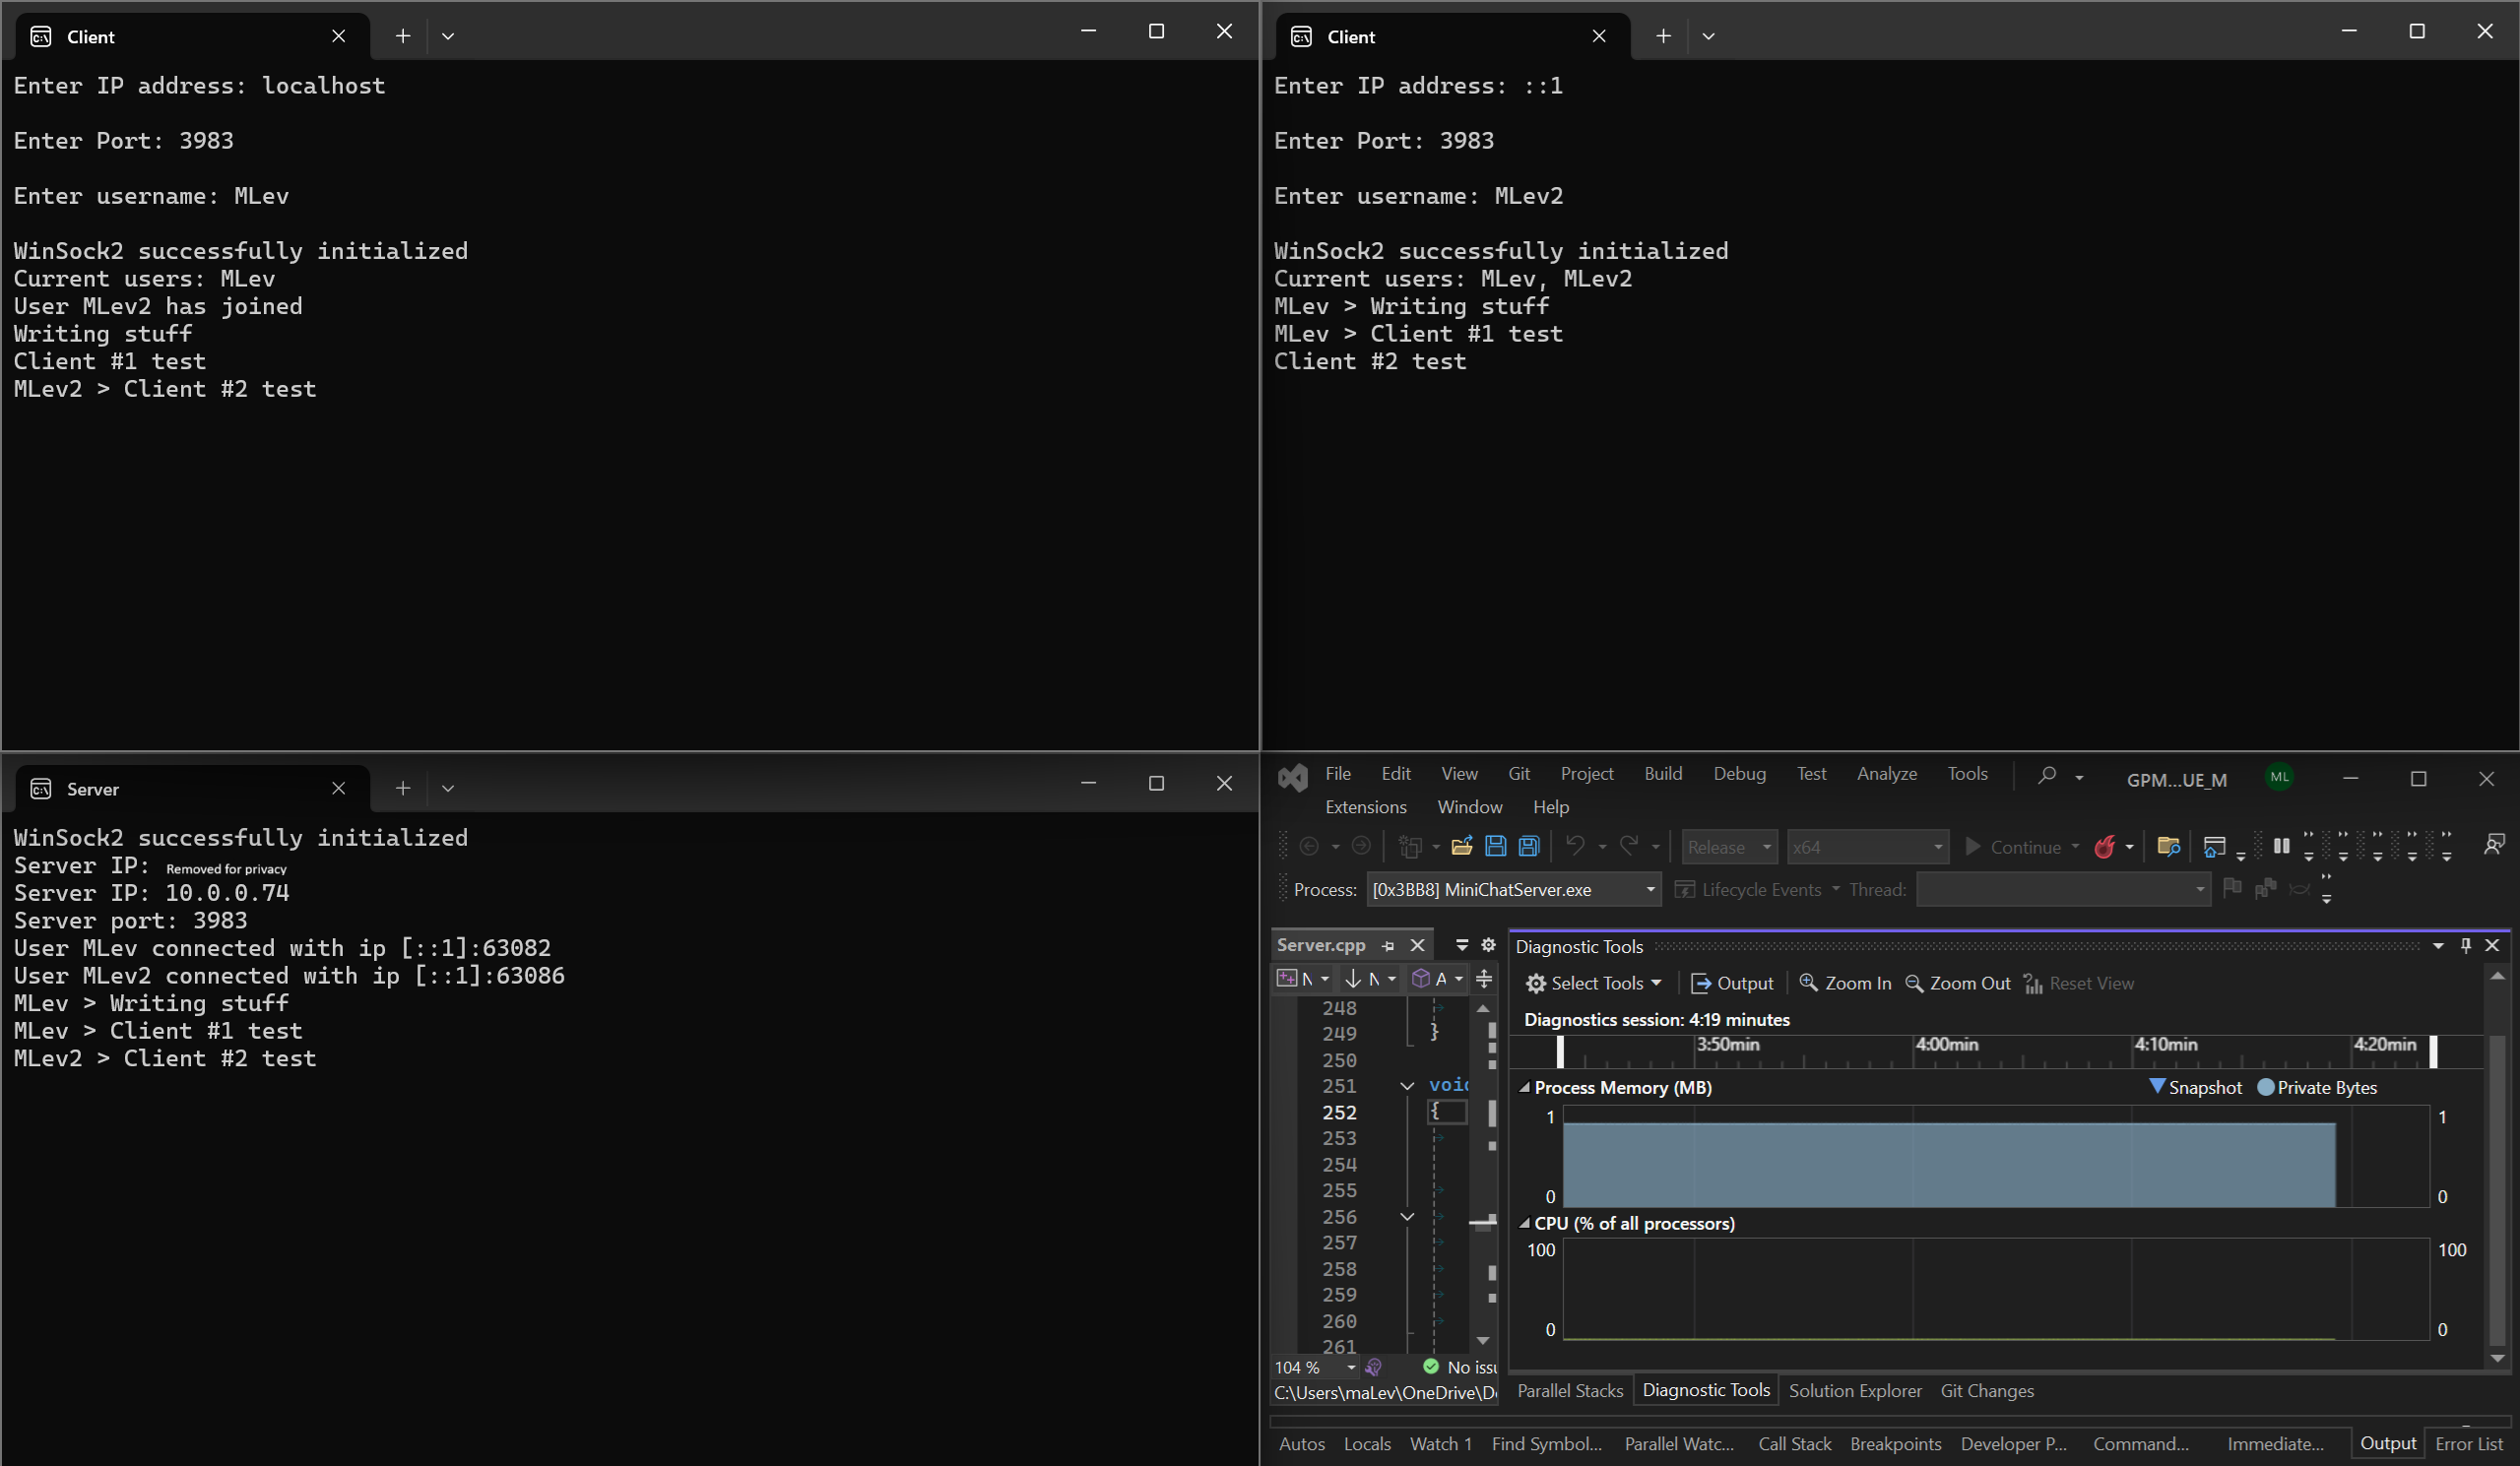 Client
Enter IP address: localhost
Enter Port: 3983
Enter username: MLev
WinSock2 successfully initialized
Current users: MLev
User MLev2 has joined
Writing stuff
Client #1 test
MLev2 > Client #2 test
Client
Enter IP address: ::1
Enter Port: 3983
Enter username: MLev2
WinSock2 successfully initialized
Current users: MLev, MLev2
MLev > Writing stuff
MLev > Client #1 test
Client #2 test
Server
WinSock2 successfully initialized
Server IP: Removed for privacy
Server IP: 10.0.0.74
Server port: 3983
User MLev connected with ip [::1]:63082
User MLev2 connected with ip [::1]:63086
MLev > Writing stuff
MLev > Client #1 test
MLev2 > Client #2 test
File Edit View Git Project Build Debug Test Analyze Tools GPM...UE_M ML
Extensions Window Help
Release x64 Continue
Process: [0x3BB8] MiniChatServer.exe Lifecycle Events Thread:
Server.cpp
N N A
248
249 }
250
251 voi
252 {
253
254
255
256
257
258
259
260
261
104 % No issu
C:\Users\maLev\OneDrive\D
Diagnostic Tools
Select Tools Output Zoom In Zoom Out Reset View
Diagnostics session: 4:19 minutes
3:50min 4:00min 4:10min 4:20min
Process Memory (MB) Snapshot Private Bytes
1 1
0 0
CPU (% of all processors)
100 100
0 0
Parallel Stacks Diagnostic Tools Solution Explorer Git Changes
Autos Locals Watch 1 Find Symbol... Parallel Watc... Call Stack Breakpoints Developer P... Command... Immediate... Output Error List